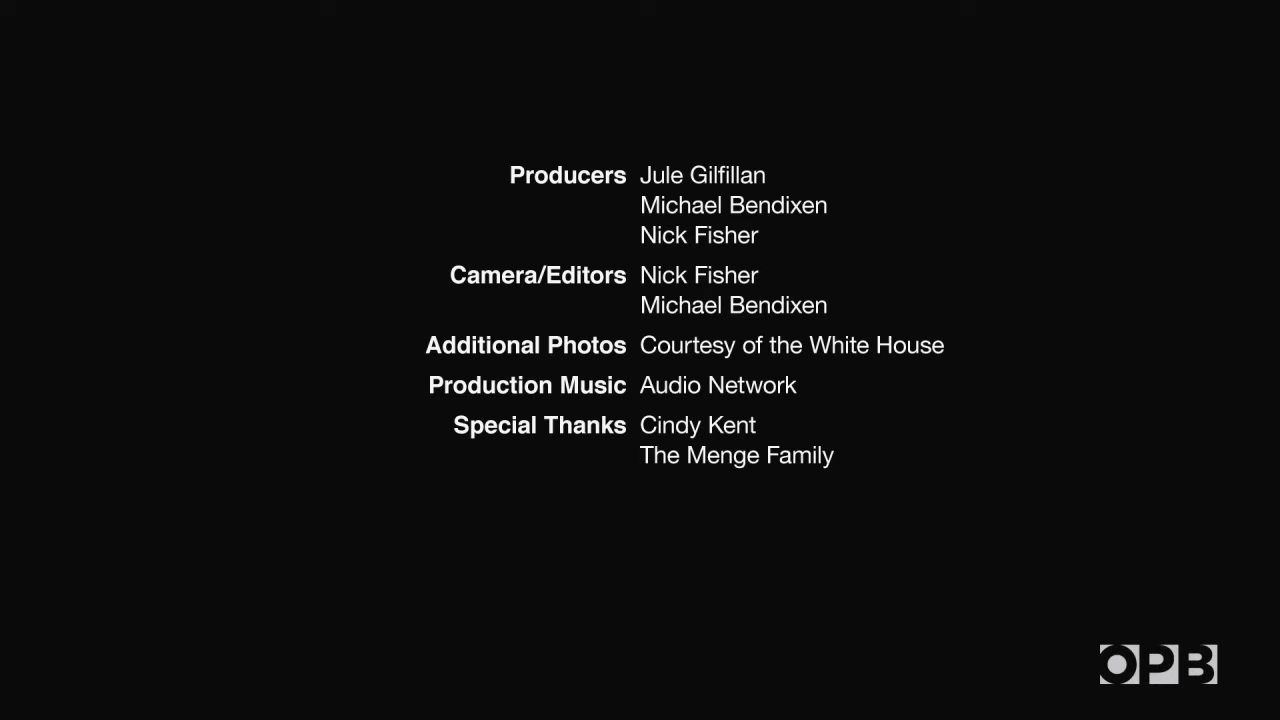 Producers Jule Gilfillan
Michael Bendixen
Nick Fisher
Camera/Editors Nick Fisher
Michael Bendixen
Additional Photos Courtesy of the White House
Production Music Audio Network
Special Thanks Cindy Kent
The Menge Family
OPB